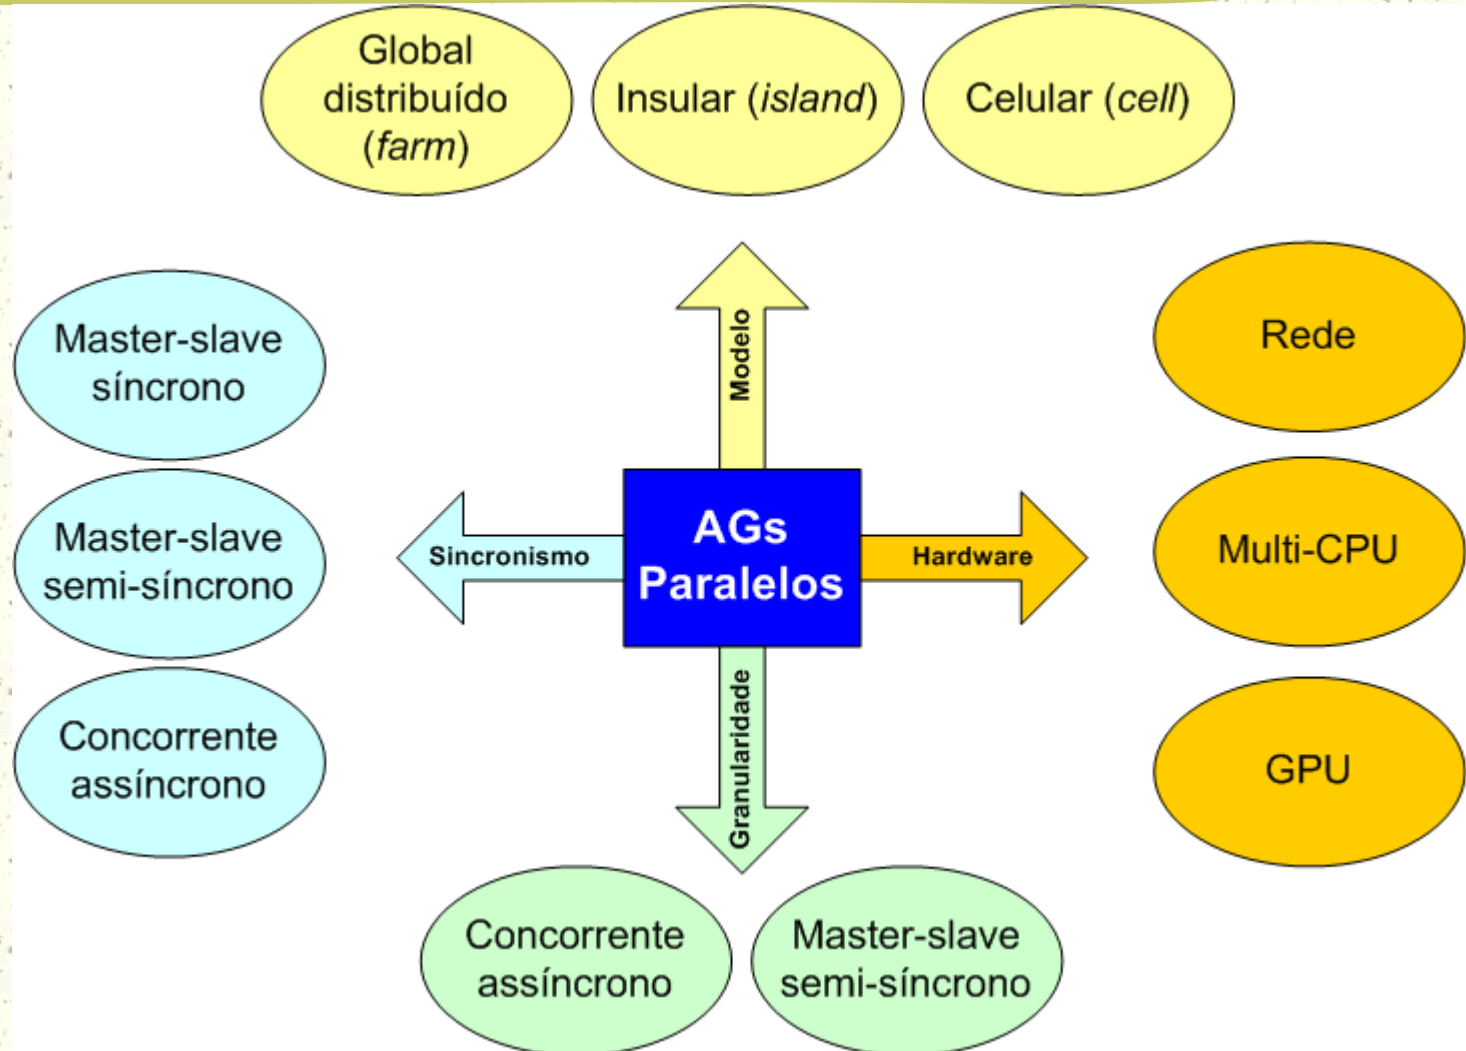 Global
distribuído
(farm)
Insular (island)
Celular (cell)
Modelo
Master-slave
síncrono
Master-slave
semi-síncrono
Concorrente
assíncrono
Sincronismo
AGs
Paralelos
Hardware
Rede
Multi-CPU
GPU
Granularidade
Concorrente
assíncrono
Master-slave
semi-síncrono